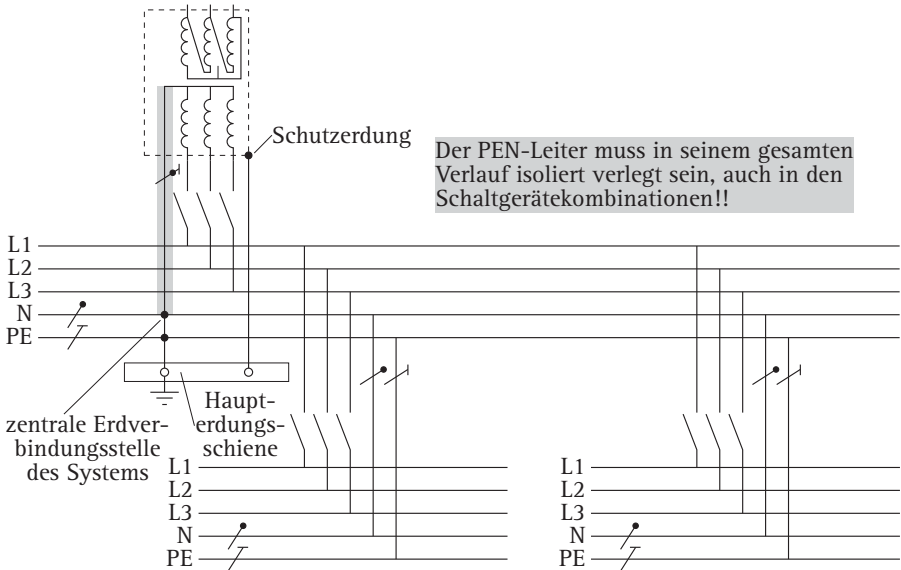 Schutzerdung
Der PEN-Leiter muss in seinem gesamten
Verlauf isoliert verlegt sein, auch in den
Schaltgerätekombinationen!!
L1
L2
L3
N
PE
zentrale Erdver-
bindungsstelle
des Systems
Haupt-
erdungs-
schiene
L1
L2
L3
N
PE
L1
L2
L3
N
PE